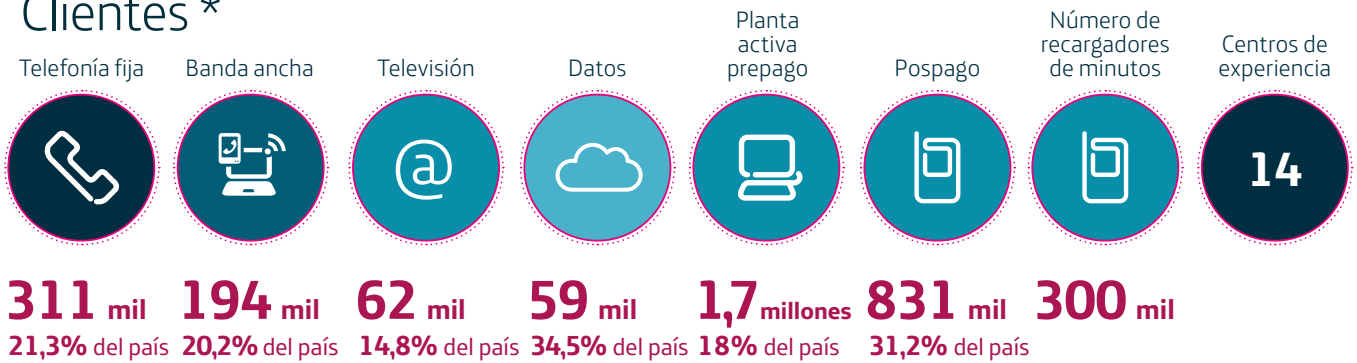 Clientes *
Telefonía fija
Banda ancha
Televisión
Datos
Planta
activa
prepago
Pospago
Número de
recargadores
de minutos
Centros de
experiencia
@
14
311 mil
21,3% del país
194 mil
20,2% del país
62 mil
14,8% del país
59 mil
34,5% del país
1,7 millones
18% del país
831 mil
31,2% del país
300 mil